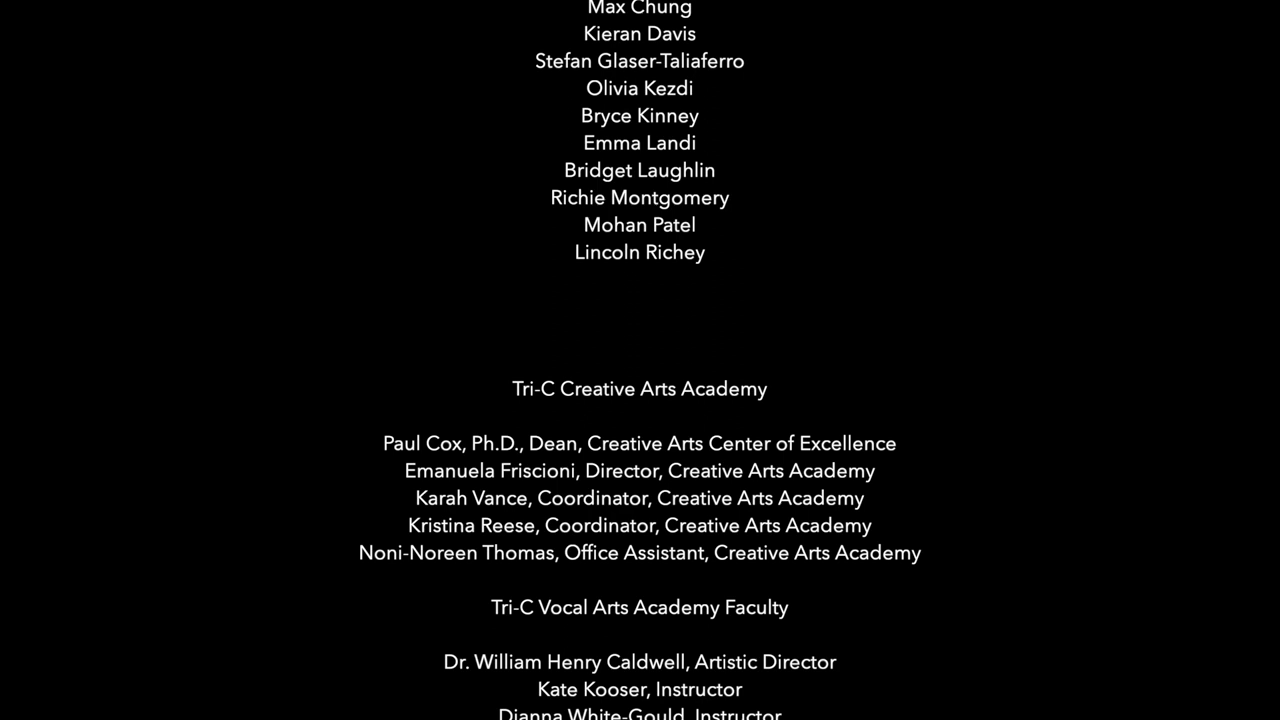 Max Chung
Kieran Davis
Stefan Glaser-Taliaferro
Olivia Kezdi
Bryce Kinney
Emma Landi
Bridget Laughlin
Richie Montgomery
Mohan Patel
Lincoln Richey
Tri-C Creative Arts Academy
Paul Cox, Ph.D., Dean, Creative Arts Center of Excellence
Emanuela Friscioni, Director, Creative Arts Academy
Karah Vance, Coordinator, Creative Arts Academy
Kristina Reese, Coordinator, Creative Arts Academy
Noni-Noreen Thomas, Office Assistant, Creative Arts Academy
Tri-C Vocal Arts Academy Faculty
Dr. William Henry Caldwell, Artistic Director
Kate Kooser, Instructor
Dianna White-Gould, Instructor